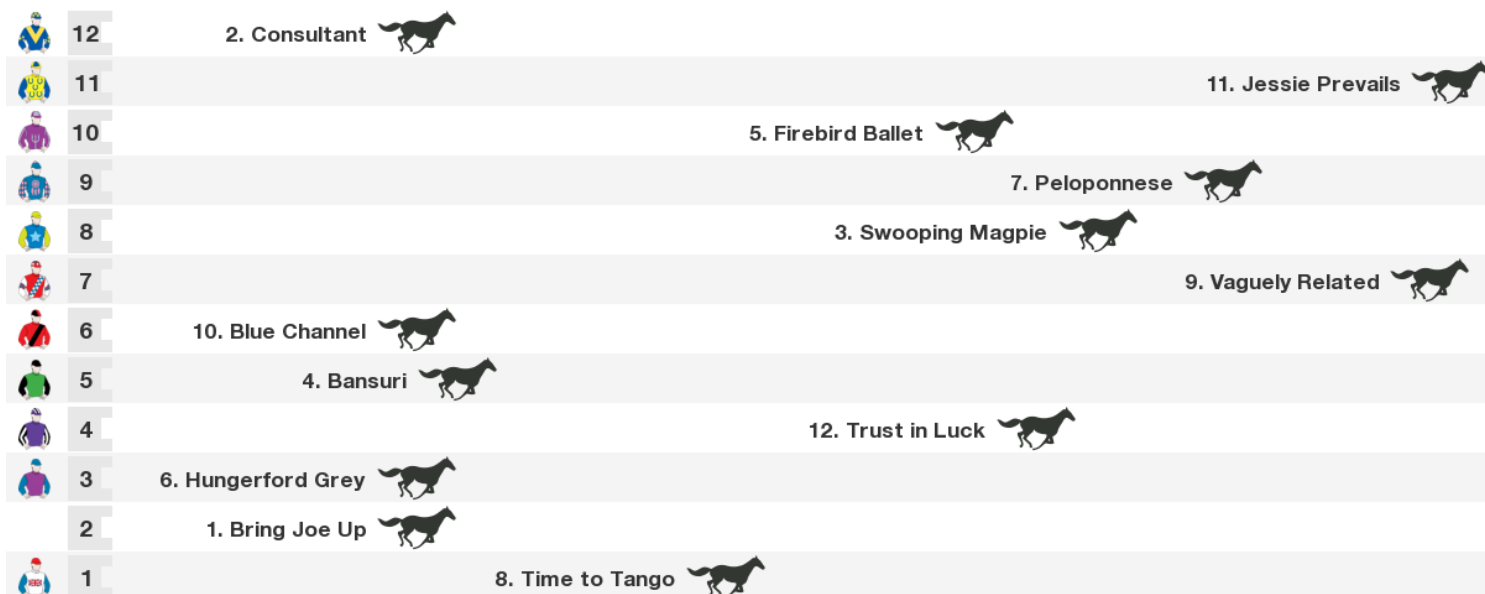 12 2. Consultant
11 11. Jessie Prevails
10 5. Firebird Ballet
9 7. Peloponnese
8 3. Swooping Magpie
7 9. Vaguely Related
6 10. Blue Channel
5 4. Bansuri
4 12. Trust in Luck
3 6. Hungerford Grey
2 1. Bring Joe Up
1 8. Time to Tango